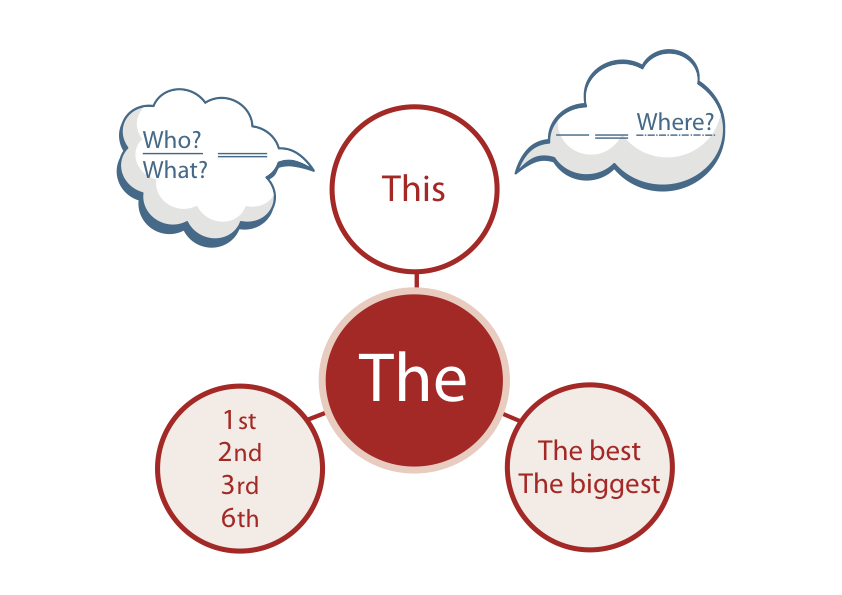 Who?
What?
Where?
This
The
1st
2nd
3rd
6th
The best
The biggest